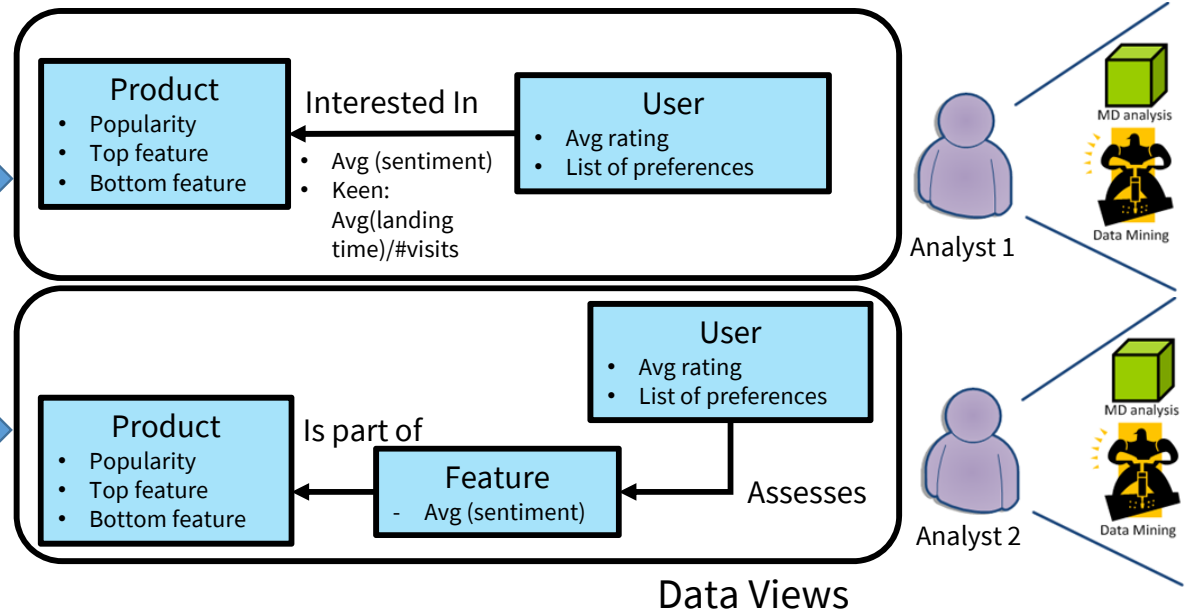 Product
• Popularity
• Top feature
• Bottom feature
Interested In
• Avg (sentiment)
• Keen:
Avg(landing
time)/#visits
User
• Avg rating
• List of preferences
Analyst 1
MD analysis
Data Mining
User
• Avg rating
• List of preferences
Product
• Popularity
• Top feature
• Bottom feature
Is part of
Feature
- Avg (sentiment)
Assesses
Analyst 2
MD analysis
Data Mining
Data Views